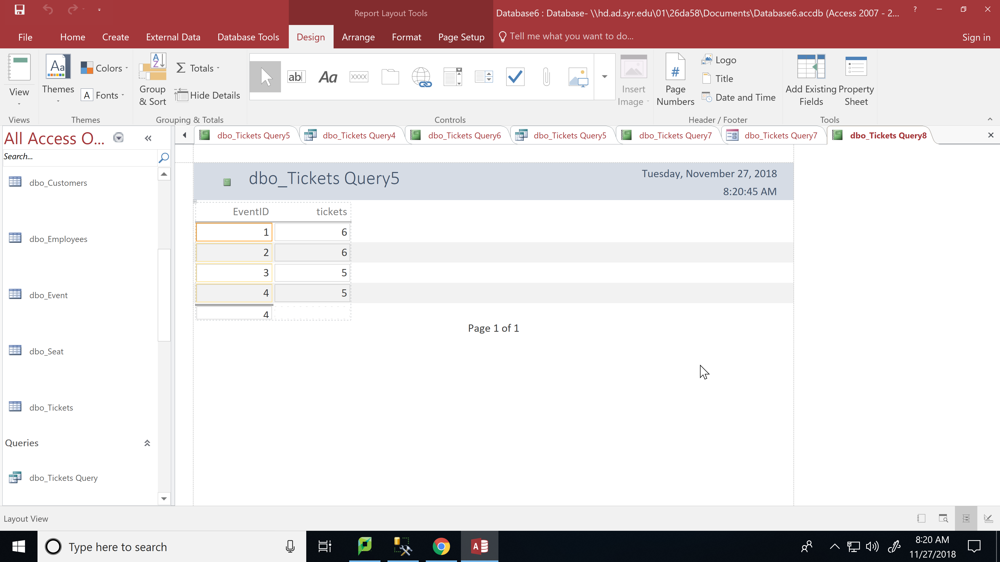 Report Layout Tools
Database6 : Database- \\hd.ad.syr.edu\01\26da58\Documents\Database6.accdb (Access 2007 - 2...
?
File Home Create External Data Database Tools Design Arrange Format Page Setup Tell me what you want to do... Sign in
View
Views
Aa
Themes
Colors
A Fonts
Themes
A Z
Group
& Sort
Σ Totals
Hide Details
Grouping & Totals
ab Aa XXXX
Controls
Insert
Image
#
Page
Numbers
Logo
Title
Date and Time
Header / Footer
Add Existing
Fields
Property
Sheet
Tools
All Access O...
Search...
dbo_Customers
dbo_Employees
dbo_Event
dbo_Seat
dbo_Tickets
Queries
dbo_Tickets Query
dbo_Tickets Query5 dbo_Tickets Query4 dbo_Tickets Query6 dbo_Tickets Query5 dbo_Tickets Query7 dbo_Tickets Query7 dbo_Tickets Query8
dbo_Tickets Query5
Tuesday, November 27, 2018
8:20:45 AM
EventID tickets
1 6
2 6
3 5
4 5
4
Page 1 of 1
Layout View
Type here to search
A
8:20 AM
11/27/2018